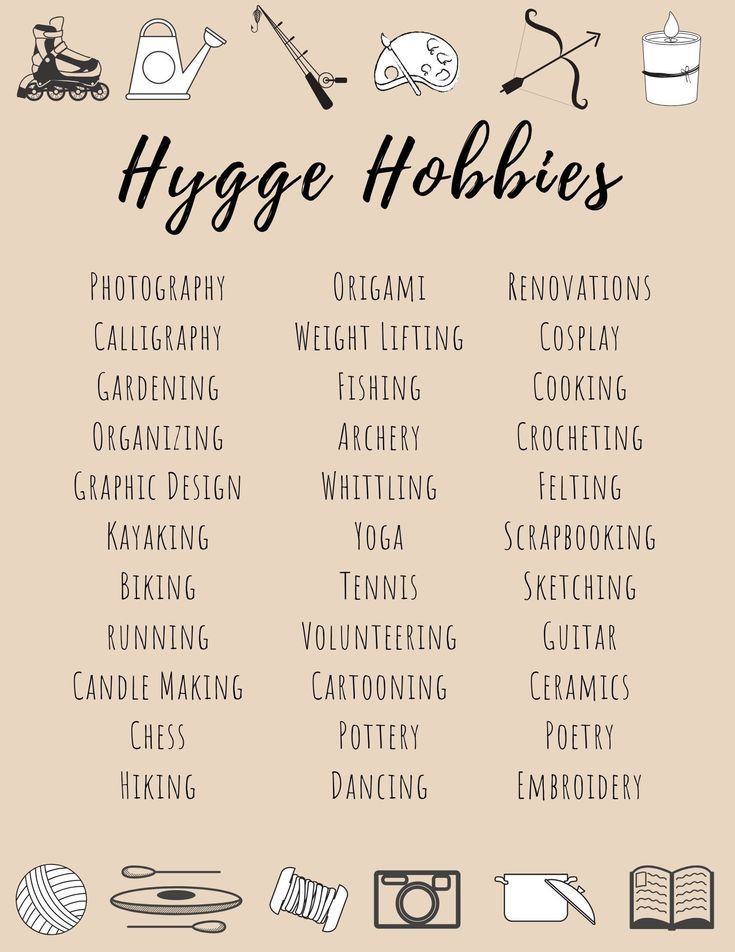 Hygge Hobbies
Photography
Calligraphy
Gardening
Organizing
Graphic Design
Kayaking
Biking
running
Candle Making
Chess
Hiking
Origami
Weight Lifting
Fishing
Archery
Whittling
Yoga
Tennis
Volunteering
Cartooning
Pottery
Dancing
Renovations
Cosplay
Cooking
Crocheting
Felting
Scrapbooking
Sketching
Guitar
Ceramics
Poetry
Embroidery